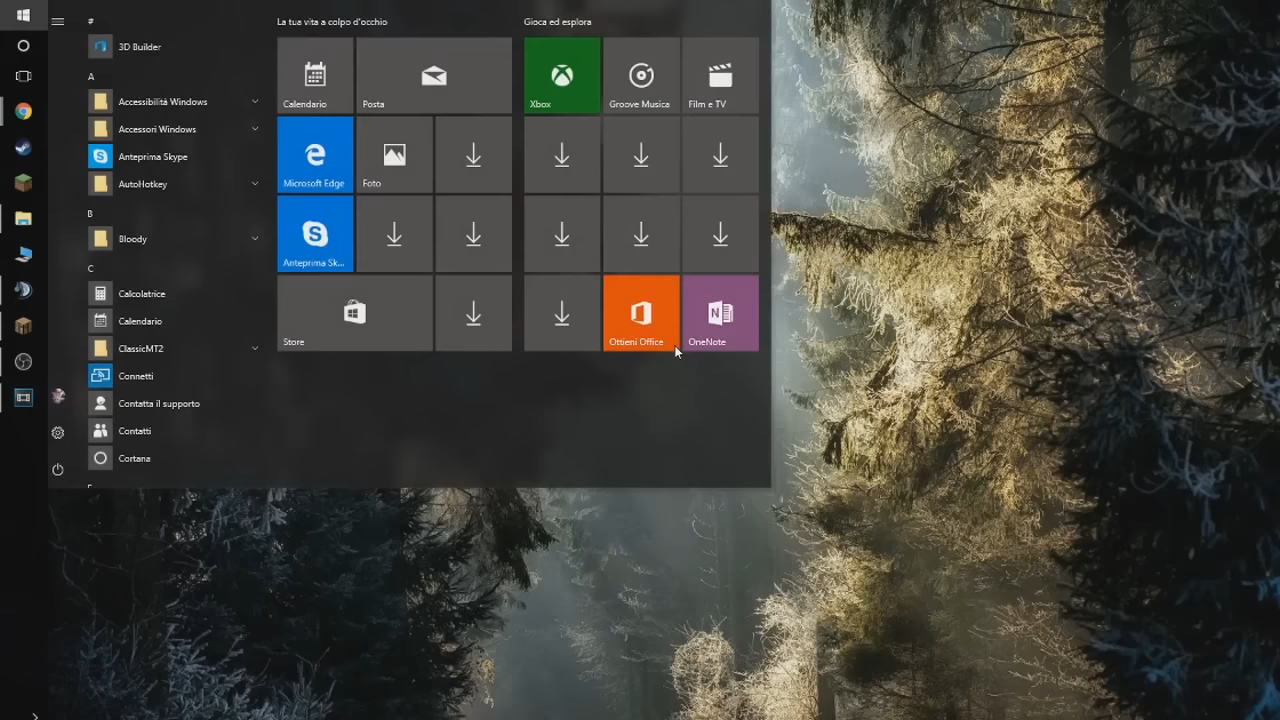 #
3D Builder
A
Accessibilità Windows
Accessori Windows
Anteprima Skype
AutoHotkey
B
Bloody
C
Calcolatrice
Calendario
ClassicMT2
Connetti
Contatta il supporto
Contatti
Cortana
La tua vita a colpo d'occhio
Calendario
Posta
Microsoft Edge
Foto
Anteprima Sk...
Store
Gioca ed esplora
Xbox
Groove Musica
Film e TV
Ottieni Office
OneNote